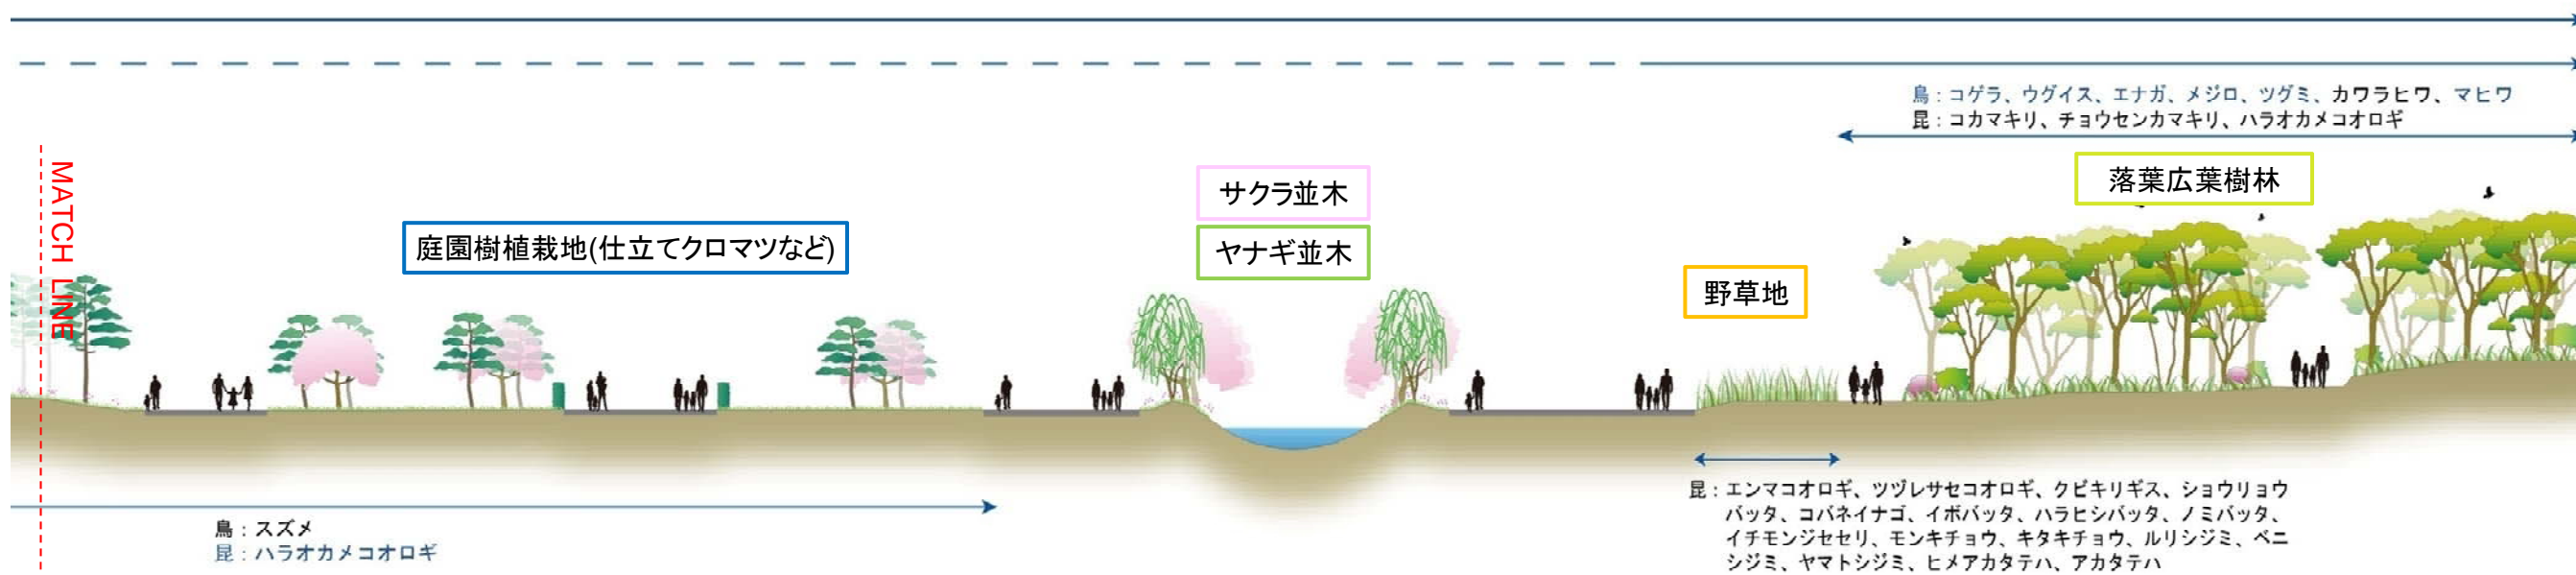 鳥：コゲラ、ウグイス、エナガ、メジロ、ツグミ、カワラヒワ、マヒワ
昆：コカマキリ、チョウセンカマキリ、ハラオカメコオロギ
MATCH LINE
サクラ並木
落葉広葉樹林
庭園樹植栽地(仕立てクロマツなど)
ヤナギ並木
野草地
鳥：スズメ
昆：ハラオカメコオロギ
昆：エンマコオロギ、ツヅレサセコオロギ、クビキリギス、ショウリョウ
バッタ、コバネイナゴ、イボバッタ、ハラヒシバッタ、ノミバッタ、
イチモンジセセリ、モンキチョウ、キタキチョウ、ルリシジミ、ベニ
シジミ、ヤマトシジミ、ヒメアカタテハ、アカタテハ